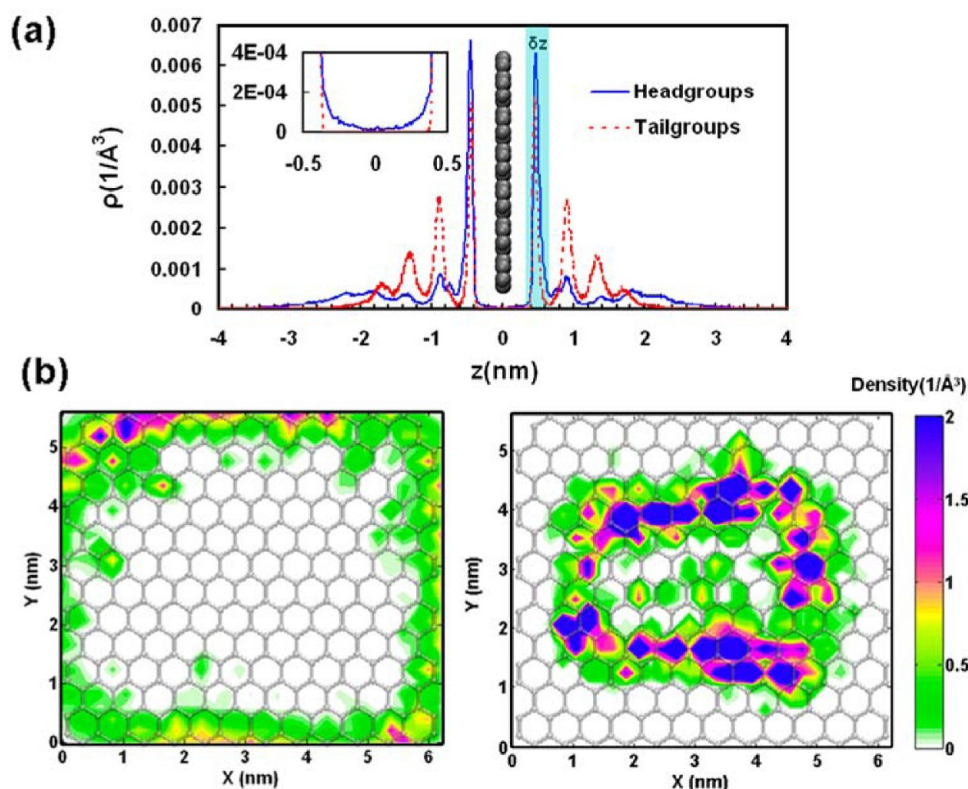 (a)
0.007
0.006
0.005
0.004
0.003
0.002
0.001
0
ρ(1/Å³)
4E-04
2E-04
0
-0.5 0 0.5
δz
Headgroups
Tailgroups
-4 -3 -2 -1 0 1 2 3 4
z(nm)
(b)
Density(1/Å³)
5
4
3
2
1
0
Y (nm)
0 1 2 3 4 5 6
X (nm)
5
4
3
2
1
0
Y (nm)
0 1 2 3 4 5 6
X (nm)
2
1.5
1
0.5
0